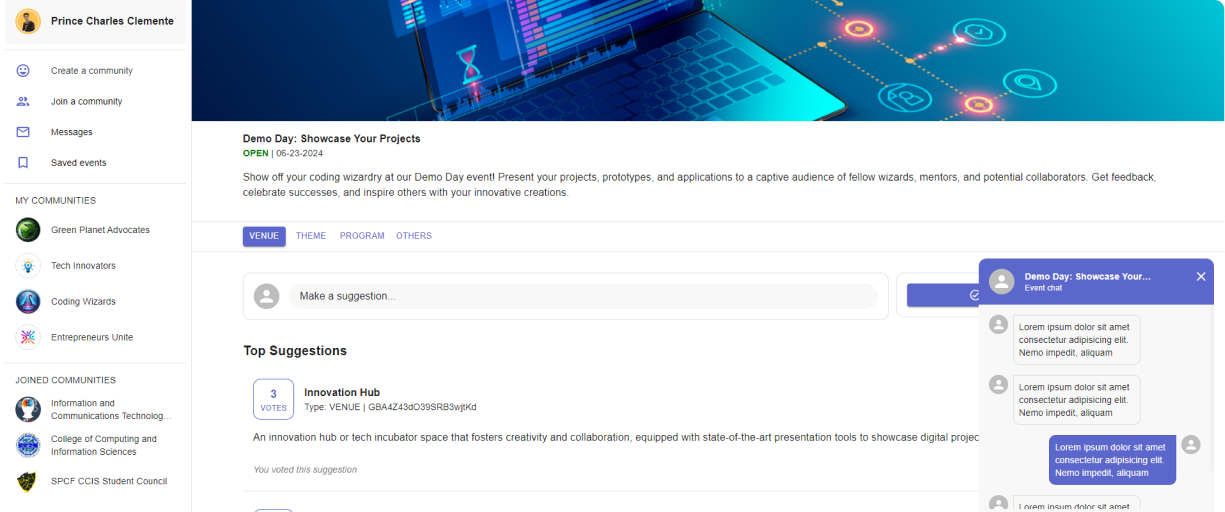 Prince Charles Clemente
Create a community
Join a community
Messages
Saved events
MY COMMUNITIES
Green Planet Advocates
Tech Innovators
Coding Wizards
Entrepreneurs Unite
JOINED COMMUNITIES
Information and
Communications Technolog...
College of Computing and
Information Sciences
SPCF CCIS Student Council
Demo Day: Showcase Your Projects
OPEN | 06-23-2024
Show off your coding wizardry at our Demo Day event! Present your projects, prototypes, and applications to a captive audience of fellow wizards, mentors, and potential collaborators. Get feedback,
celebrate successes, and inspire others with your innovative creations.
VENUE THEME PROGRAM OTHERS
Make a suggestion...
Top Suggestions
3
VOTES
Innovation Hub
Type: VENUE | GBA4Z43dO39SRB3wjtKd
An innovation hub or tech incubator space that fosters creativity and collaboration, equipped with state-of-the-art presentation tools to showcase digital projec
You voted this suggestion
Demo Day: Showcase Your...
Event chat
Lorem ipsum dolor sit amet
consectetur adipisicing elit.
Nemo impedit, aliquam
Lorem ipsum dolor sit amet
consectetur adipisicing elit.
Nemo impedit, aliquam
Lorem ipsum dolor sit amet
consectetur adipisicing elit.
Nemo impedit, aliquam
Lorem ipsum dolor sit amet